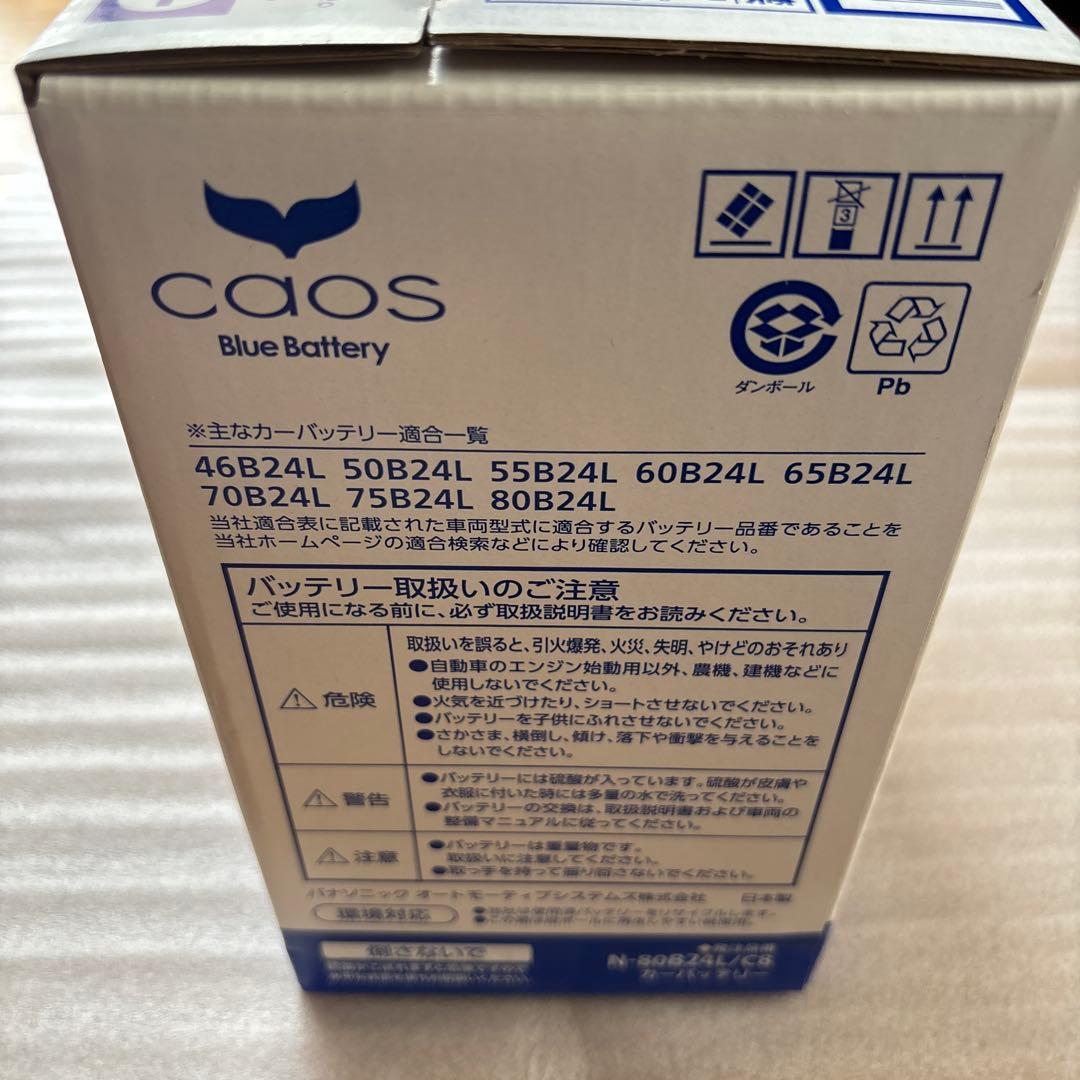 caos
Blue Battery
3
ダンボール
Pb
※主なカーバッテリー適合一覧
46B24L 50B24L 55B24L 60B24L 65B24L
70B24L 75B24L 80B24L
当社適合表に記載された車両型式に適合するバッテリー品番であることを
当社ホームページの適合検索などにより確認してください。
バッテリー取扱いのご注意
ご使用になる前に、必ず取扱説明書をお読みください。
危険
取扱いを誤ると、引火爆発、火災、失明、やけどのおそれあり
●自動車のエンジン始動用以外、農機、建機などに
使用しないでください。
●火気を近づけたり、ショートさせないでください。
●バッテリーを子供にふれさせないでください。
●さかさま、横倒し、傾け、落下や衝撃を与えることを
しないでください。
警告
●バッテリーには硫酸が入っています。硫酸が皮膚や
衣服に付いた時には多量の水で洗ってください。
●バッテリーの交換は、取扱説明書および車両の
整備マニュアルに従ってください。
注意
●バッテリーは重量物です。
取扱いに注意してください。
●取っ手を持って振り回さないでください。
パナソニック オートモーティブシステムズ株式会社 日本製
環境対応
倒さないで
N-80B24L/C8
カーバッテリー